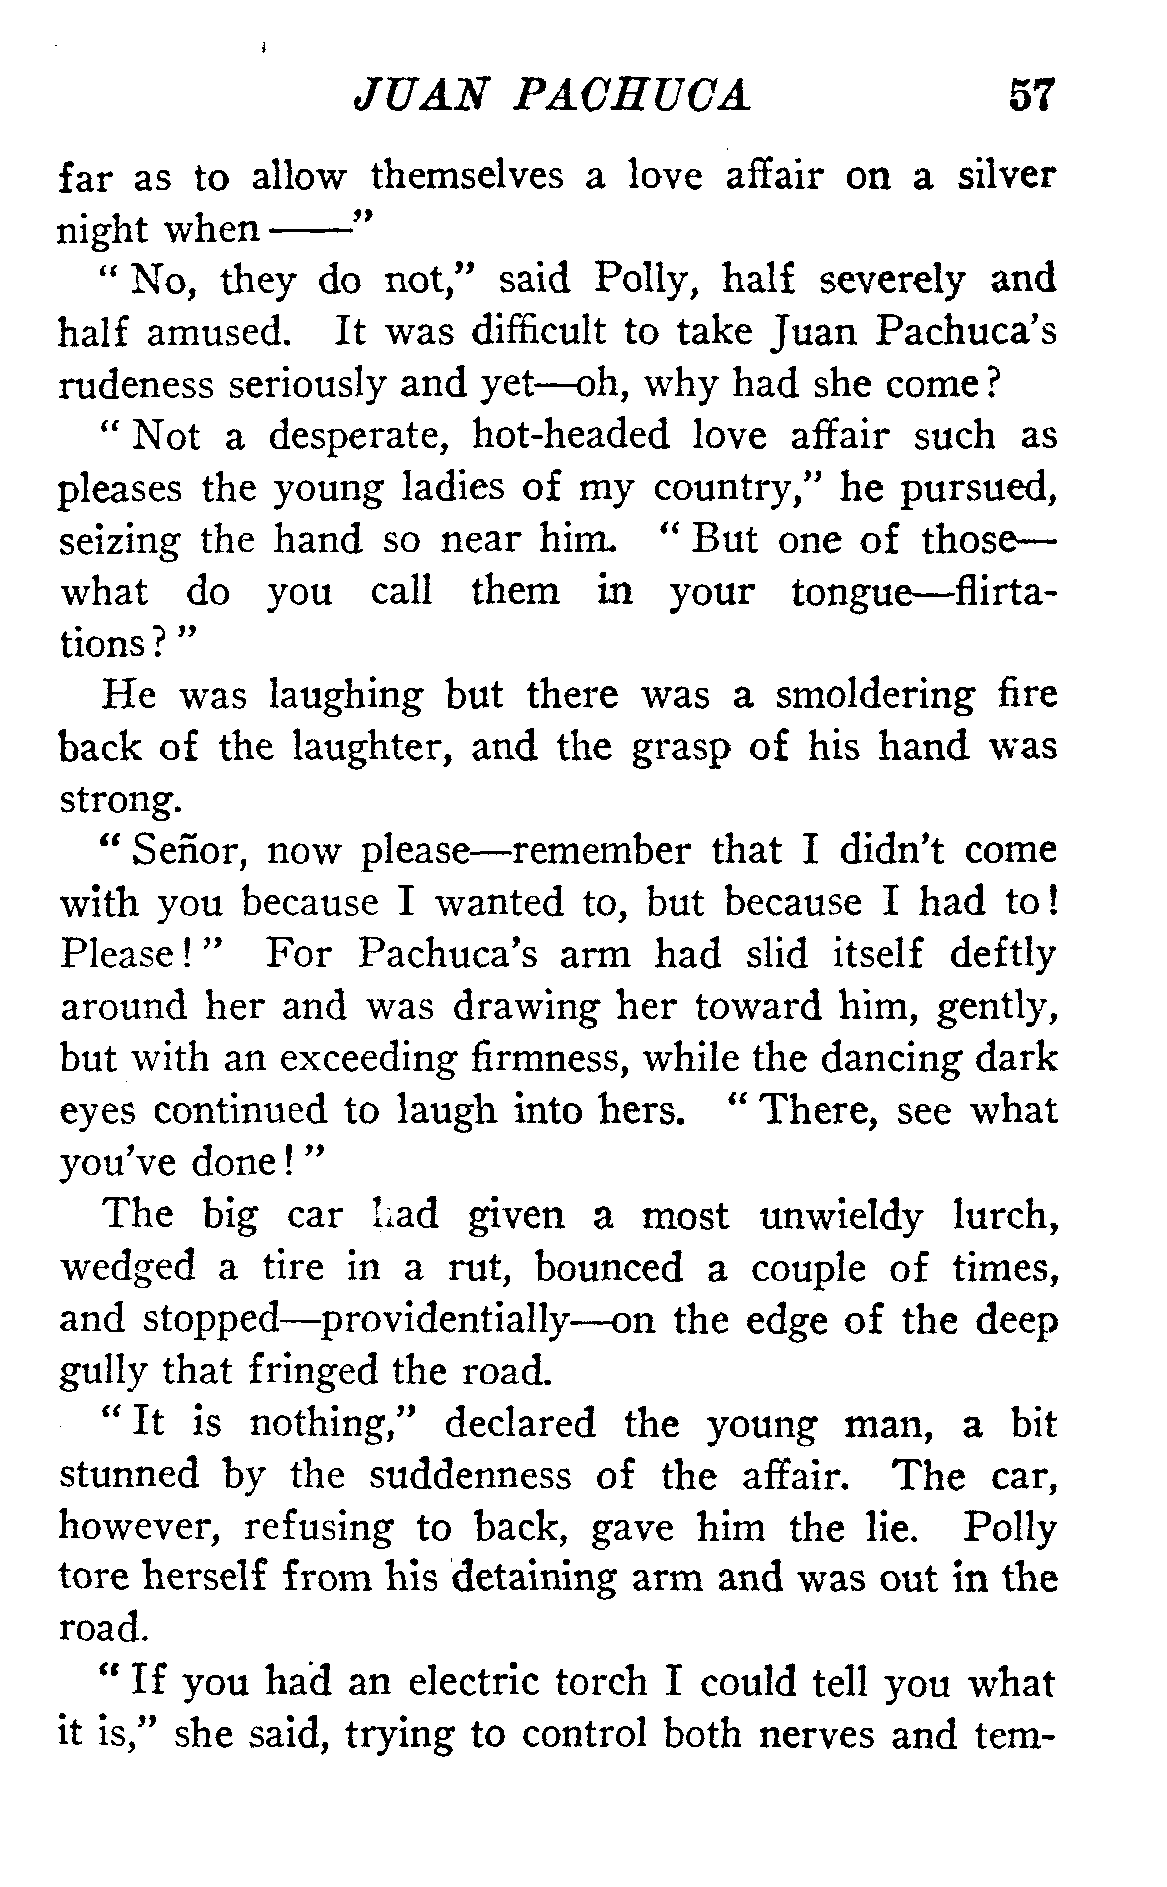 JUAN PACHUCA 57
far as to allow themselves a love affair on a silver
night when——”
“ No, they do not,” said Polly, half severely and
half amused. It was difficult to take Juan Pachuca’s
rudeness seriously and yet—oh, why had she come?
“ Not a desperate, hot-headed love affair such as
pleases the young ladies of my country,” he pursued,
seizing the hand so near him. “ But one of those—
what do you call them in your tongue—flirta-
tions? ”
He was laughing but there was a smoldering fire
back of the laughter, and the grasp of his hand was
strong.
“ Señor, now please—remember that I didn’t come
with you because I wanted to, but because I had to!
Please! ” For Pachuca’s arm had slid itself deftly
around her and was drawing her toward him, gently,
but with an exceeding firmness, while the dancing dark
eyes continued to laugh into hers. “ There, see what
you’ve done! ”
The big car had given a most unwieldy lurch,
wedged a tire in a rut, bounced a couple of times,
and stopped—providentially—on the edge of the deep
gully that fringed the road.
“ It is nothing,” declared the young man, a bit
stunned by the suddenness of the affair. The car,
however, refusing to back, gave him the lie. Polly
tore herself from his detaining arm and was out in the
road.
“ If you had an electric torch I could tell you what
it is,” she said, trying to control both nerves and tem-